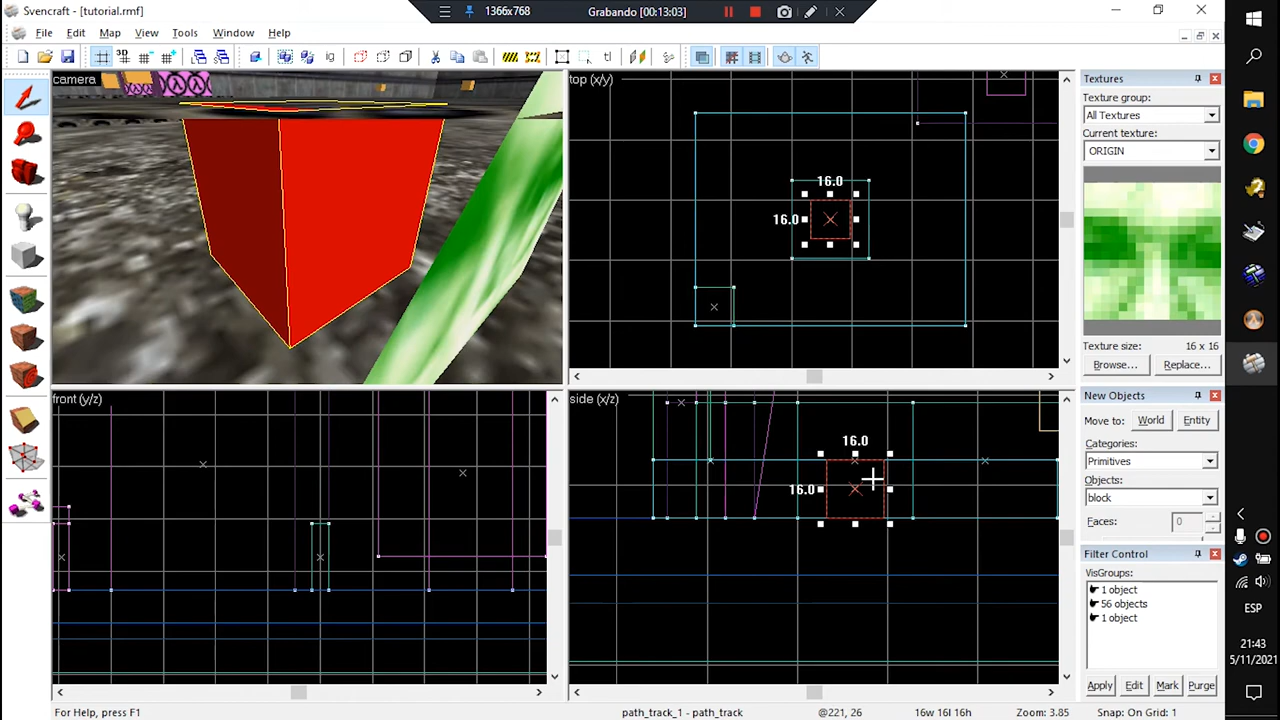 Svencraft - [tutorial.rmf]
1366x768
Grabando [00:13:03]
File Edit Map View Tools Window Help
3D
ig
tl
camera
top (x/y)
16.0
16.0
front (y/z)
side (x/z)
16.0
16.0
Textures
Texture group:
All Textures
Current texture:
ORIGIN
Texture size: 16 x 16
Browse... Replace...
New Objects
Move to: World Entity
Categories:
Primitives
Objects:
block
Faces: 0
Filter Control
VisGroups:
1 object
56 objects
1 object
Apply Edit Mark Purge
ESP
21:43
5/11/2021
For Help, press F1
path_track_1 - path_track
@221, 26
16w 16l 16h
Zoom: 3.85
Snap: On Grid: 1